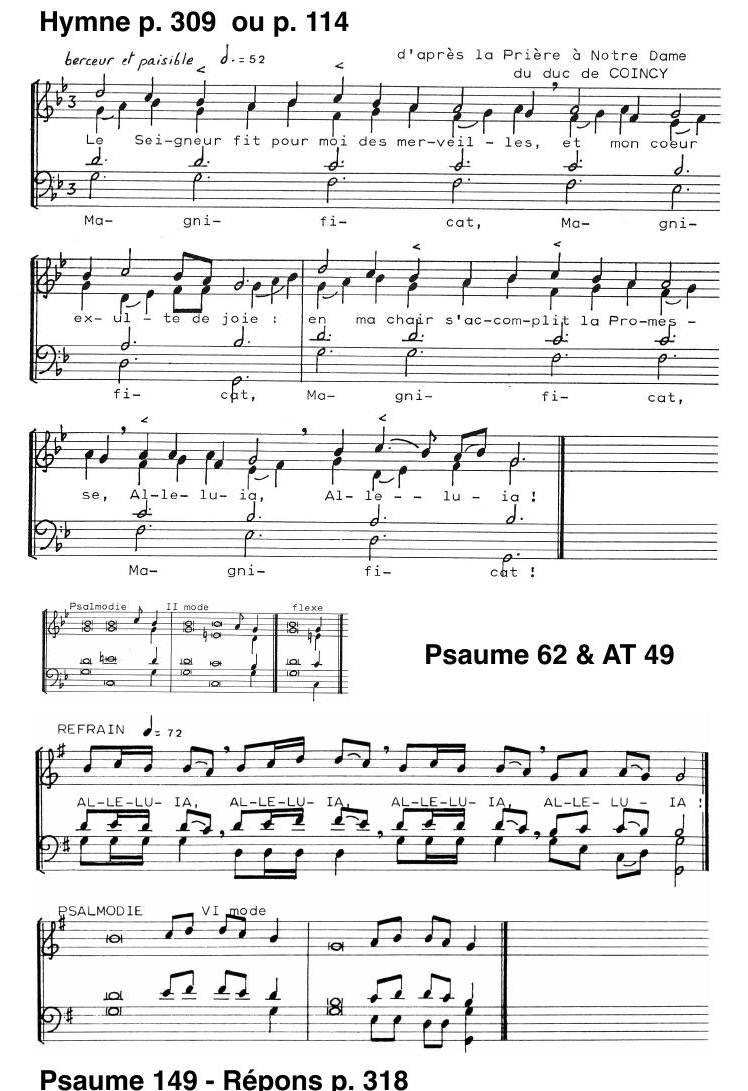 Hymne p. 309 ou p. 114
berceur et paisible ♩. = 52
d'après la Prière à Notre Dame
du duc de COINCY
Le Sei-gneur fit pour moi des mer-veil - les, et mon coeur
Ma- gni- fi- cat, Ma- gni-
ex- ul - te de joie : en ma chair s'ac-com-plit la Pro-mes -
fi- cat, Ma- gni- fi- cat,
se, Al-le- lu- ia, Al- le - - lu - ia !
Ma- gni- fi- cat !
Psalmodie II mode flexe
Psaume 62 & AT 49
REFRAIN ♩= 72
AL-LE-LU- IA, AL-LE-LU- IA, AL-LE-LU- IA, AL-LE- LU - IA !
PSALMODIE VI mode
Psaume 149 - Répons p. 318